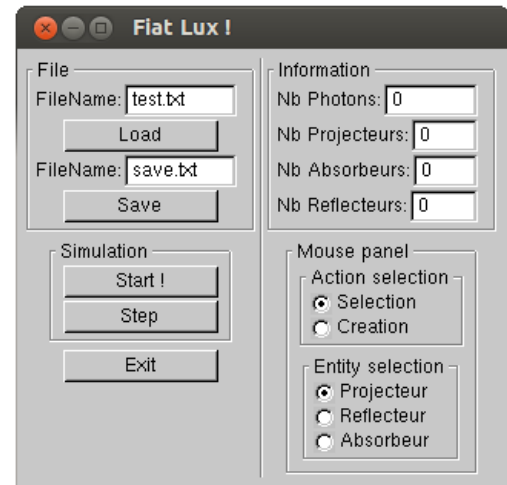 Fiat Lux !
File
FileName: test.txt
Load
FileName: save.txt
Save
Simulation
Start !
Step
Exit
Information
Nb Photons: 0
Nb Projecteurs: 0
Nb Absorbeurs: 0
Nb Reflecteurs: 0
Mouse panel
Action selection
Selection
Creation
Entity selection
Projecteur
Reflecteur
Absorbeur